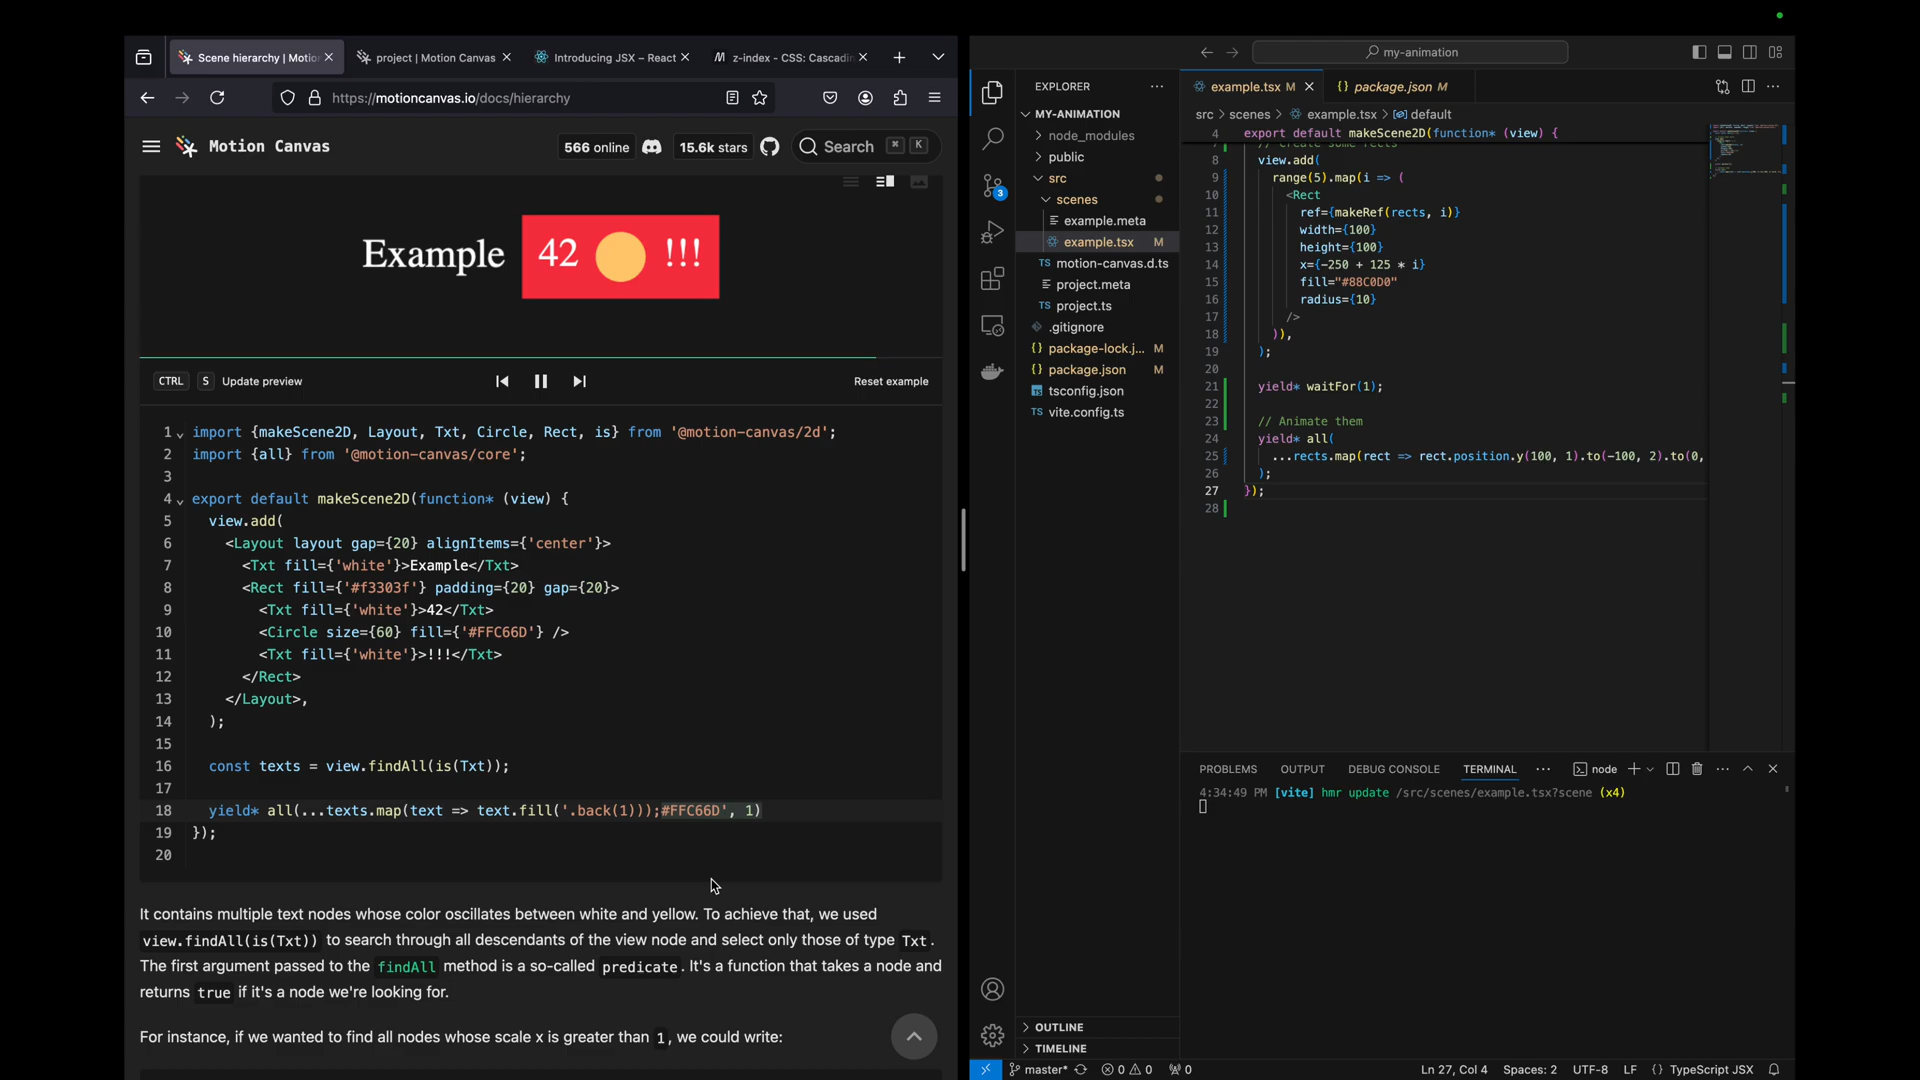 Scene hierarchy | Motion
project | Motion Canvas
Introducing JSX – React
z-index - CSS: Cascadin
https://motioncanvas.io/docs/hierarchy
Motion Canvas
566 online
15.6k stars
Search
K
Example
42
!!!
CTRL S Update preview
Reset example
1 import {makeScene2D, Layout, Txt, Circle, Rect, is} from '@motion-canvas/2d';
2 import {all} from '@motion-canvas/core';
3
4 export default makeScene2D(function* (view) {
5 view.add(
6 <Layout layout gap={20} alignItems={'center'}>
7 <Txt fill={'white'}>Example</Txt>
8 <Rect fill={'#f3303f'} padding={20} gap={20}>
9 <Txt fill={'white'}>42</Txt>
10 <Circle size={60} fill={'#FFC66D'} />
11 <Txt fill={'white'}>!!!</Txt>
12 </Rect>
13 </Layout>,
14 );
15
16 const texts = view.findAll(is(Txt));
17
18 yield* all(...texts.map(text => text.fill('.back(1)));#FFC66D', 1)
19 });
20
It contains multiple text nodes whose color oscillates between white and yellow. To achieve that, we used
view.findAll(is(Txt)) to search through all descendants of the view node and select only those of type Txt.
The first argument passed to the findAll method is a so-called predicate. It's a function that takes a node and
returns true if it's a node we're looking for.
For instance, if we wanted to find all nodes whose scale x is greater than 1, we could write:
my-animation
EXPLORER
MY-ANIMATION
node_modules
public
src
scenes
example.meta
example.tsx M
motion-canvas.d.ts
project.meta
project.ts
.gitignore
package-lock.j... M
package.json M
tsconfig.json
vite.config.ts
OUTLINE
TIMELINE
3
example.tsx M
package.json M
src > scenes > example.tsx > default
4 export default makeScene2D(function* (view) {
7 // Create some rects
8 view.add(
9 range(5).map(i => (
10 <Rect
11 ref={makeRef(rects, i)}
12 width={100}
13 height={100}
14 x={-250 + 125 * i}
15 fill="#88C0D0"
16 radius={10}
17 />
18 )),
19 );
20
21 yield* waitFor(1);
22
23 // Animate them
24 yield* all(
25 ...rects.map(rect => rect.position.y(100, 1).to(-100, 2).to(0,
26 );
27 });
28
PROBLEMS
OUTPUT
DEBUG CONSOLE
TERMINAL
node
4:34:49 PM [vite] hmr update /src/scenes/example.tsx?scene (x4)
master*
0 0
0
Ln 27, Col 4
Spaces: 2
UTF-8
LF
{} TypeScript JSX